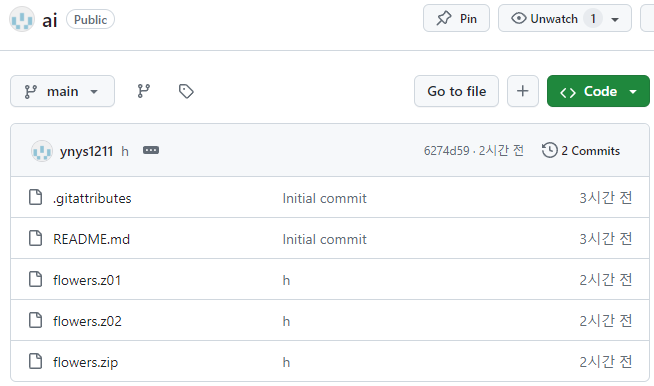 ai Public Pin Unwatch 1
main Go to file Code
ynys1211 h 6274d59 · 2시간 전 2 Commits
.gitattributes Initial commit 3시간 전
README.md Initial commit 3시간 전
flowers.z01 h 2시간 전
flowers.z02 h 2시간 전
flowers.zip h 2시간 전